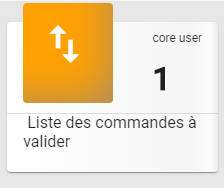 core user
1
Liste des commandes à
valider